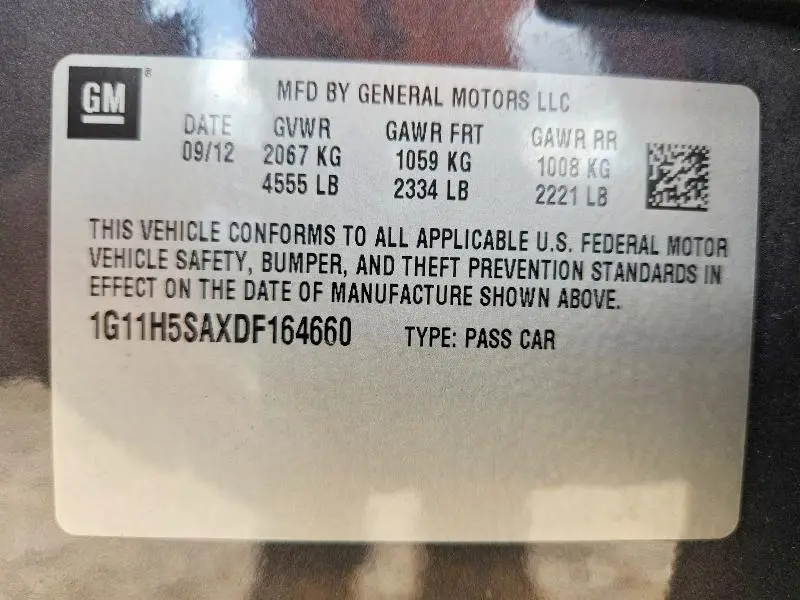 GM ®
MFD BY GENERAL MOTORS LLC
DATE GVWR GAWR FRT GAWR RR
09/12 2067 KG 1059 KG 1008 KG
4555 LB 2334 LB 2221 LB
THIS VEHICLE CONFORMS TO ALL APPLICABLE U.S. FEDERAL MOTOR
VEHICLE SAFETY, BUMPER, AND THEFT PREVENTION STANDARDS IN
EFFECT ON THE DATE OF MANUFACTURE SHOWN ABOVE.
1G11H5SAXDF164660 TYPE: PASS CAR